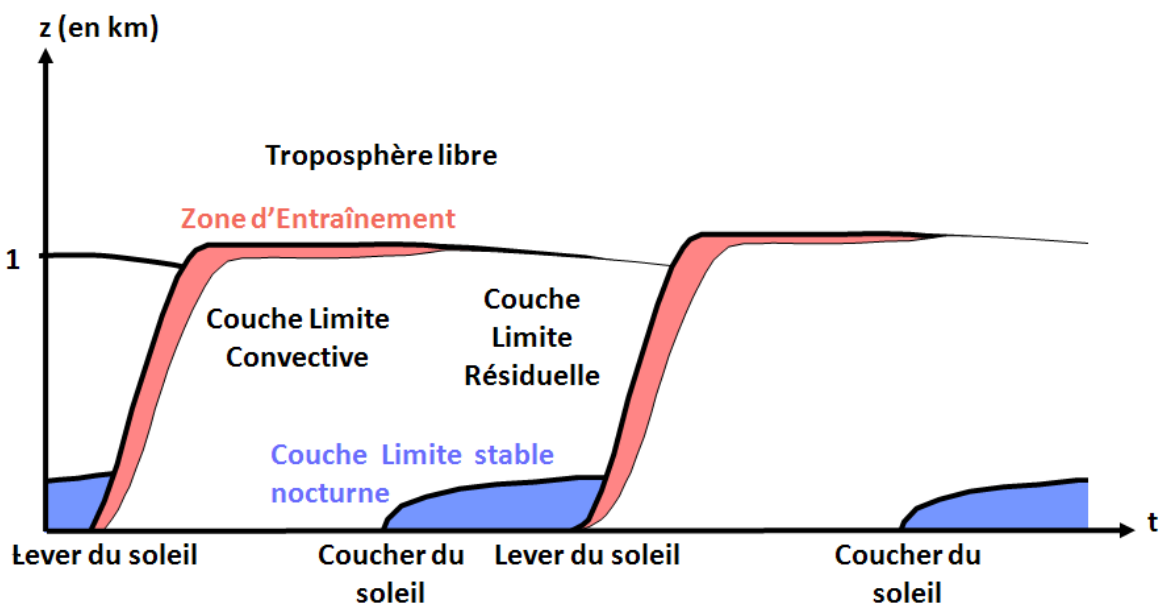 z (en km)
Troposphère libre
Zone d'Entraînement
1
Couche Limite
Convective
Couche
Limite
Résiduelle
Couche Limite stable
nocturne
t
Lever du soleil
Coucher du
soleil
Lever du soleil
Coucher du
soleil